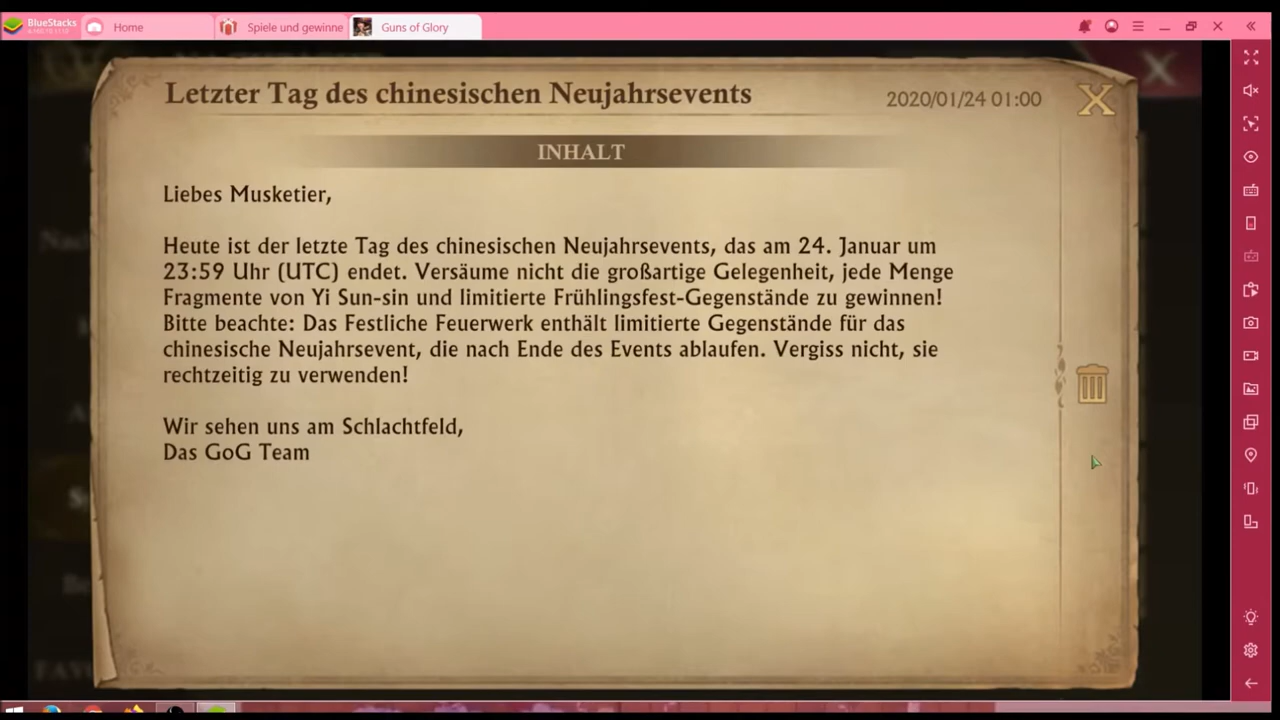 BlueStacks
Home
Spiele und gewinne
Guns of Glory
Letzter Tag des chinesischen Neujahrsevents
2020/01/24 01:00
INHALT
Liebes Musketier,
Heute ist der letzte Tag des chinesischen Neujahrsevents, das am 24. Januar um
23:59 Uhr (UTC) endet. Versäume nicht die großartige Gelegenheit, jede Menge
Fragmente von Yi Sun-sin und limitierte Frühlingsfest-Gegenstände zu gewinnen!
Bitte beachte: Das Festliche Feuerwerk enthält limitierte Gegenstände für das
chinesische Neujahrsevent, die nach Ende des Events ablaufen. Vergiss nicht, sie
rechtzeitig zu verwenden!
Wir sehen uns am Schlachtfeld,
Das GoG Team